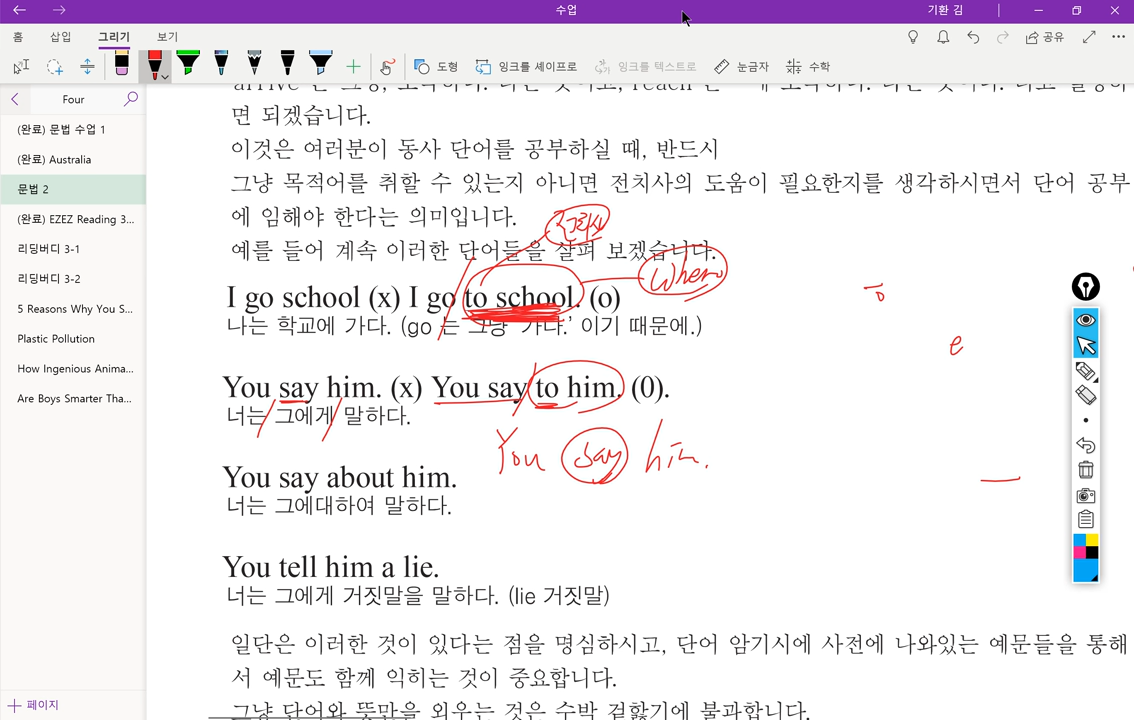 수업
기환 김
홈 삽입 그리기 보기
도형 잉크를 셰이프로 잉크를 텍스트로 눈금자 수학 공유
Four
(완료) 문법 수업 1
(완료) Australia
문법 2
(완료) EZEZ Reading 3...
리딩버디 3-1
리딩버디 3-2
5 Reasons Why You S...
Plastic Pollution
How Ingenious Anima...
Are Boys Smarter Tha...
페이지
면 되겠습니다.
이것은 여러분이 동사 단어를 공부하실 때, 반드시
그냥 목적어를 취할 수 있는지 아니면 전치사의 도움이 필요한지를 생각하시면서 단어 공부
에 임해야 한다는 의미입니다.
전치사
예를 들어 계속 이러한 단어들을 살펴 보겠습니다.
where
I go school (x) I go to school. (o)
나는 학교에 가다. (go 는 그냥 '가다.' 이기 때문에.)
e
You say him. (x) You say to him. (0).
너는 그에게 말하다.
You say him.
You say about him.
너는 그에대하여 말하다.
You tell him a lie.
너는 그에게 거짓말을 말하다. (lie 거짓말)
일단은 이러한 것이 있다는 점을 명심하시고, 단어 암기시에 사전에 나와있는 예문들을 통해
서 예문도 함께 익히는 것이 중요합니다.
그냥 단어와 뜻만을 외우는 것은 수박 겉핥기에 불과합니다.